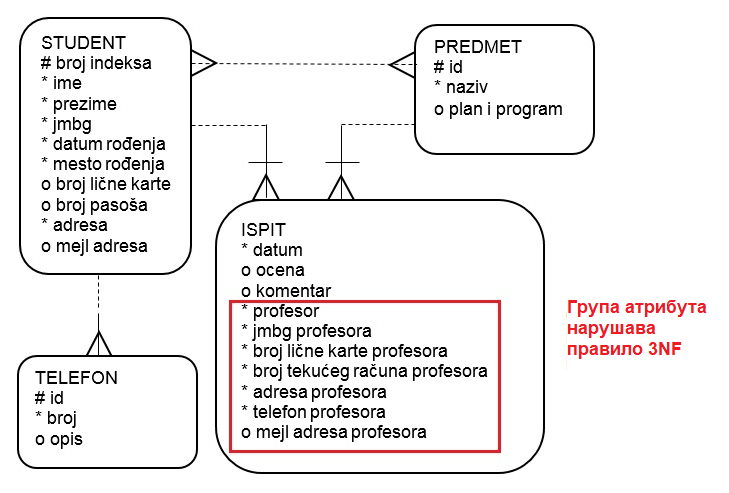 STUDENT
# broj indeksa
* ime
* prezime
* jmbg
* datum rođenja
* mesto rođenja
o broj lične karte
o broj pasoša
* adresa
o mejl adresa
PREDMET
# id
* naziv
o plan i program
ISPIT
* datum
o ocena
o komentar
* profesor
* jmbg profesora
* broj lične karte profesora
* broj tekućeg računa profesora
* adresa profesora
* telefon profesora
o mejl adresa profesora
Група атрибута
нарушава
правило 3NF
TELEFON
# id
* broj
o opis